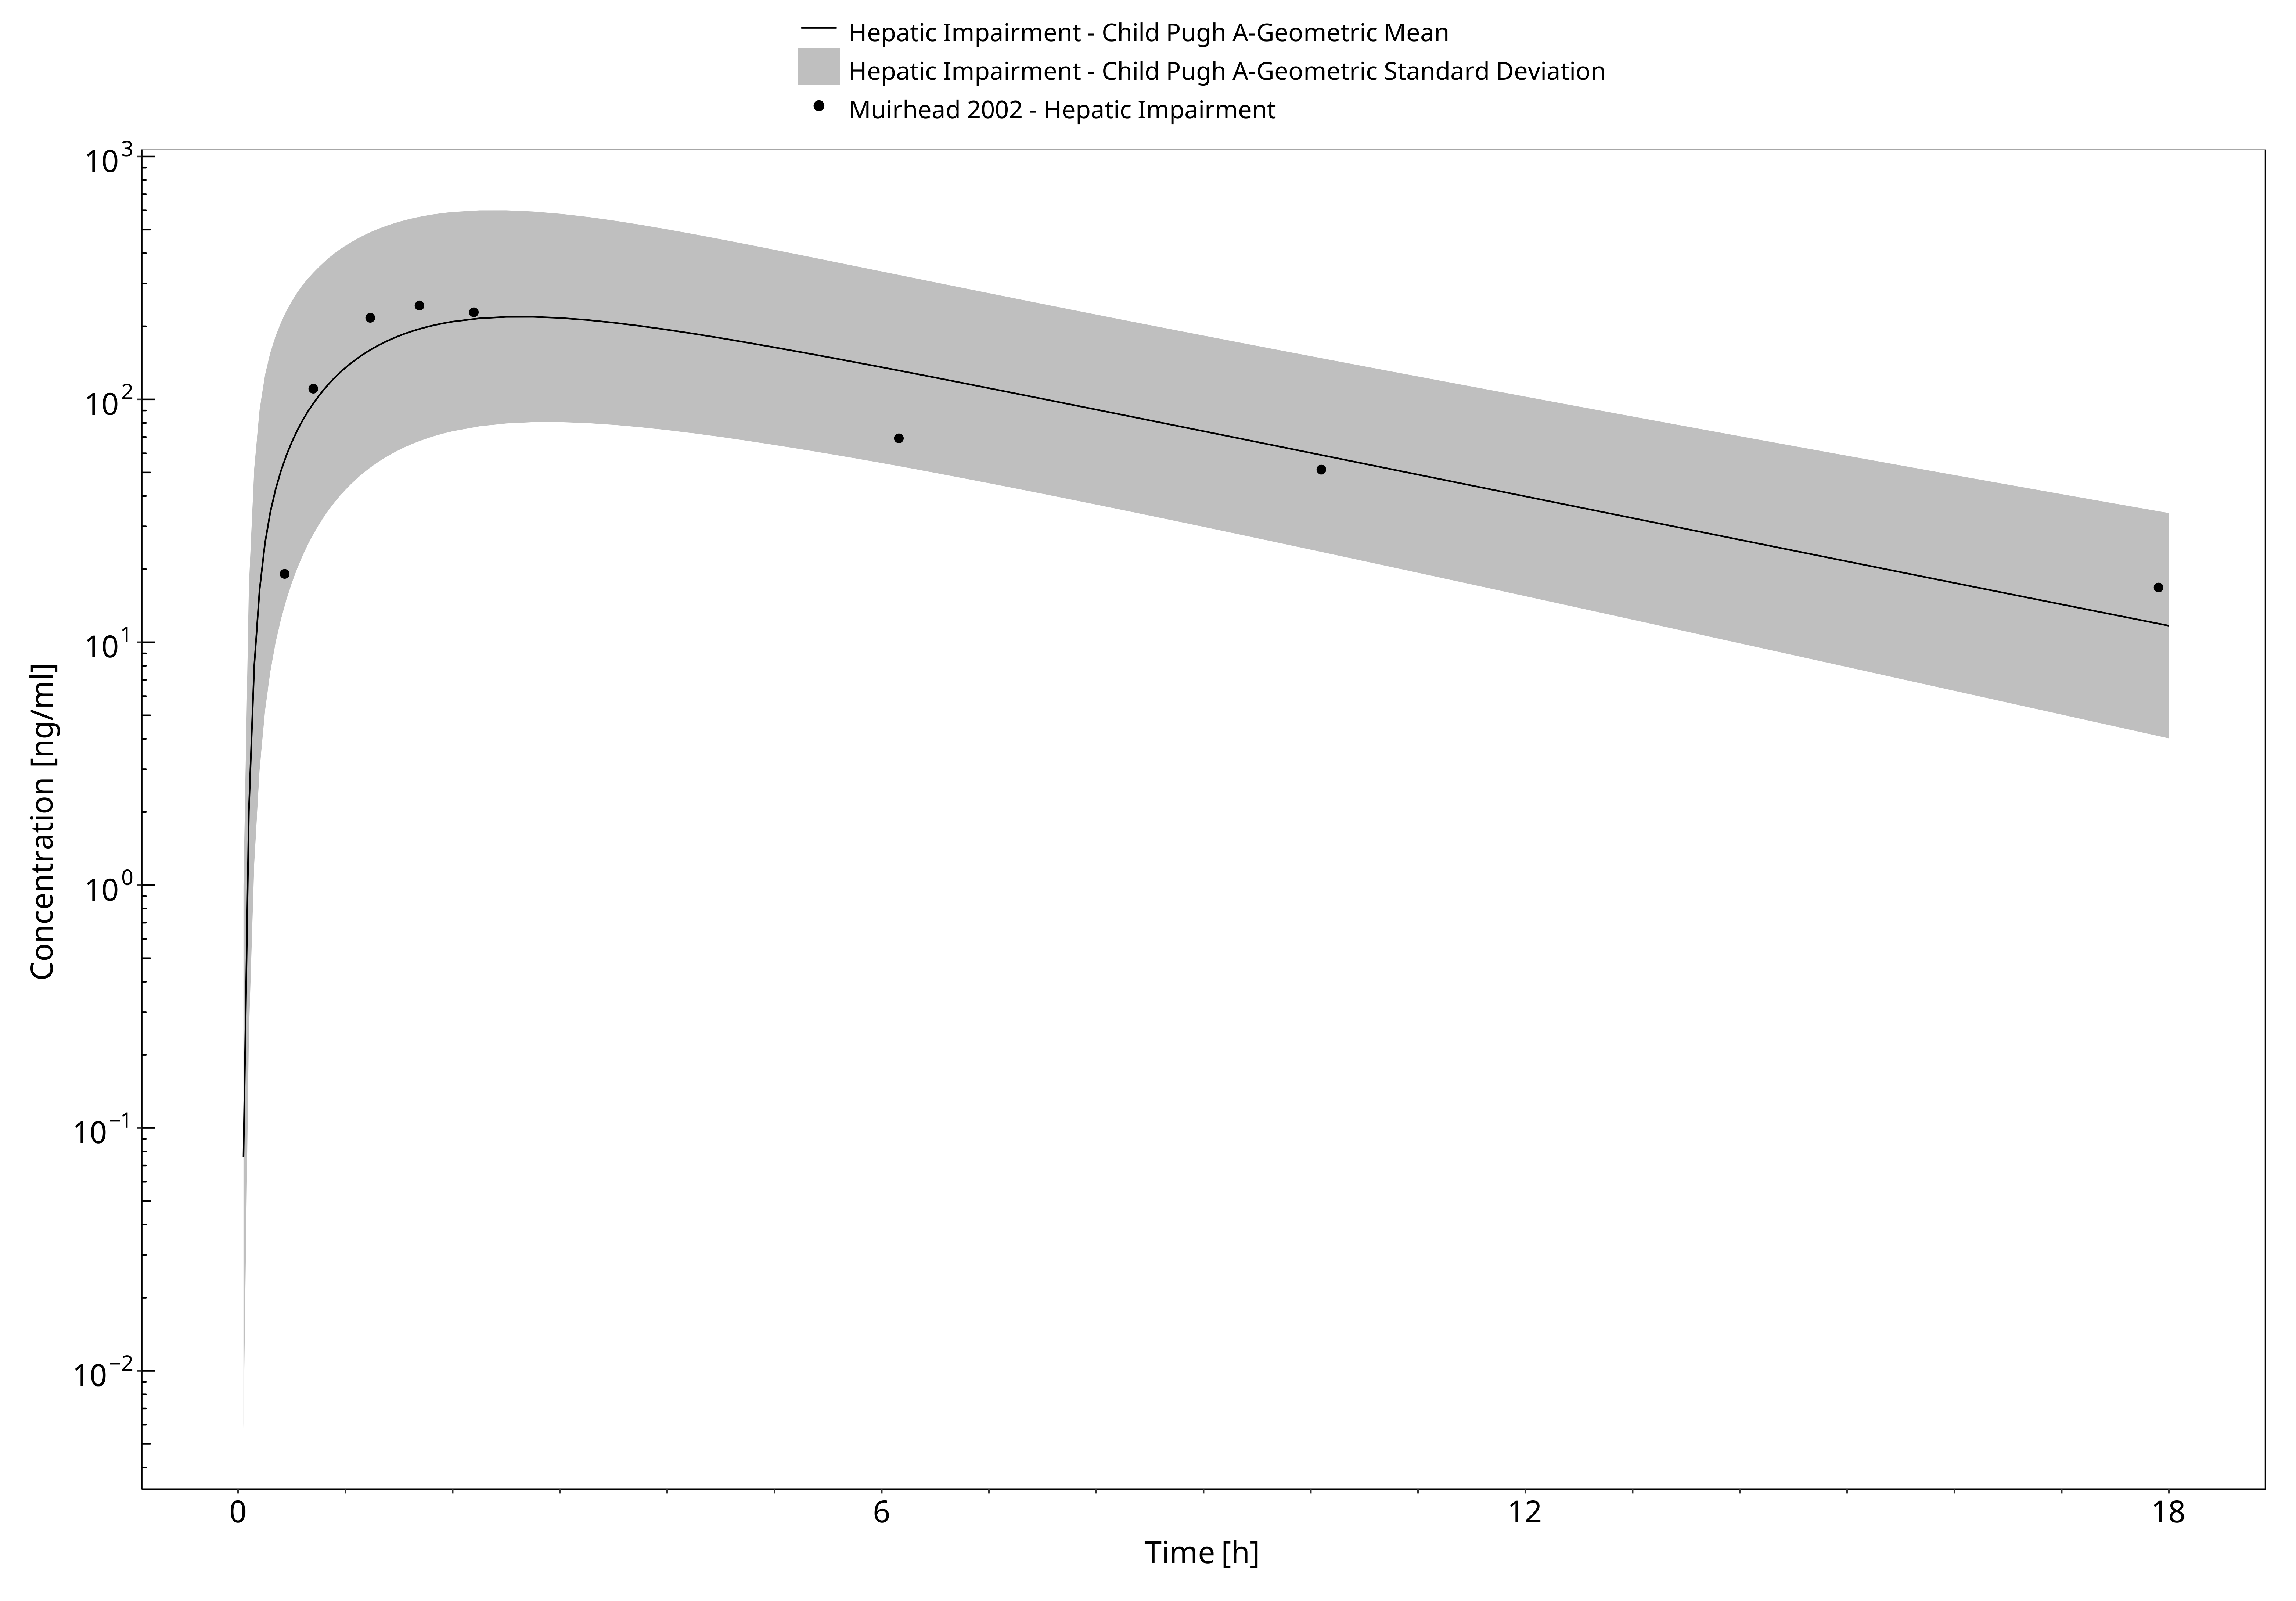 Hepatic Impairment - Child Pugh A-Geometric Mean
Hepatic Impairment - Child Pugh A-Geometric Standard Deviation
Muirhead 2002 - Hepatic Impairment
10³
10²
10¹
10⁰
10⁻¹
10⁻²
Concentration [ng/ml]
0 6 12 18
Time [h]